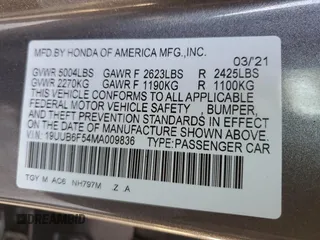 MFD.BY HONDA OF AMERICA MFG.,INC. 03/21
GVWR 5004LBS GAWR F 2623LBS R 2425LBS
GVWR 2270KG GAWR F 1190KG R 1100KG
THIS VEHICLE CONFORMS TO ALL APPLICABLE
FEDERAL MOTOR VEHICLE SAFETY, BUMPER,
AND THEFT PREVENTION STANDARDS IN EFFECT
ON THE DATE OF MANUFACTURE SHOWN ABOVE.
VIN: 19UUB6F54MA009836 TYPE:PASSENGER CAR
TGY M AC6 NH797M Z A
DREAMBID